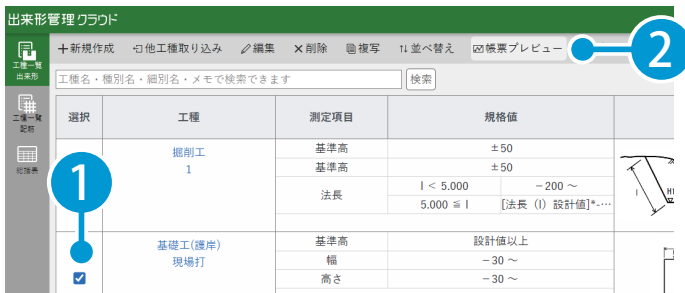 出来形管理クラウド
＋新規作成 他工種取り込み 編集 ×削除 複写 ↑↓並べ替え 帳票プレビュー
2
工種一覧
出来形
工種名・種別名・細別名・メモで検索できます 検索
工種一覧
配筋
総括表
選択 工種 測定項目 規格値
掘削工
1
基準高 ±50
基準高 ±50
法長 l < 5.000 −200 ～
5.000 ≦ l [法長（l）設計値]*-…
1
基礎工(護岸)
現場打
基準高 設計値以上
幅 −30 ～
高さ −30 ～
l